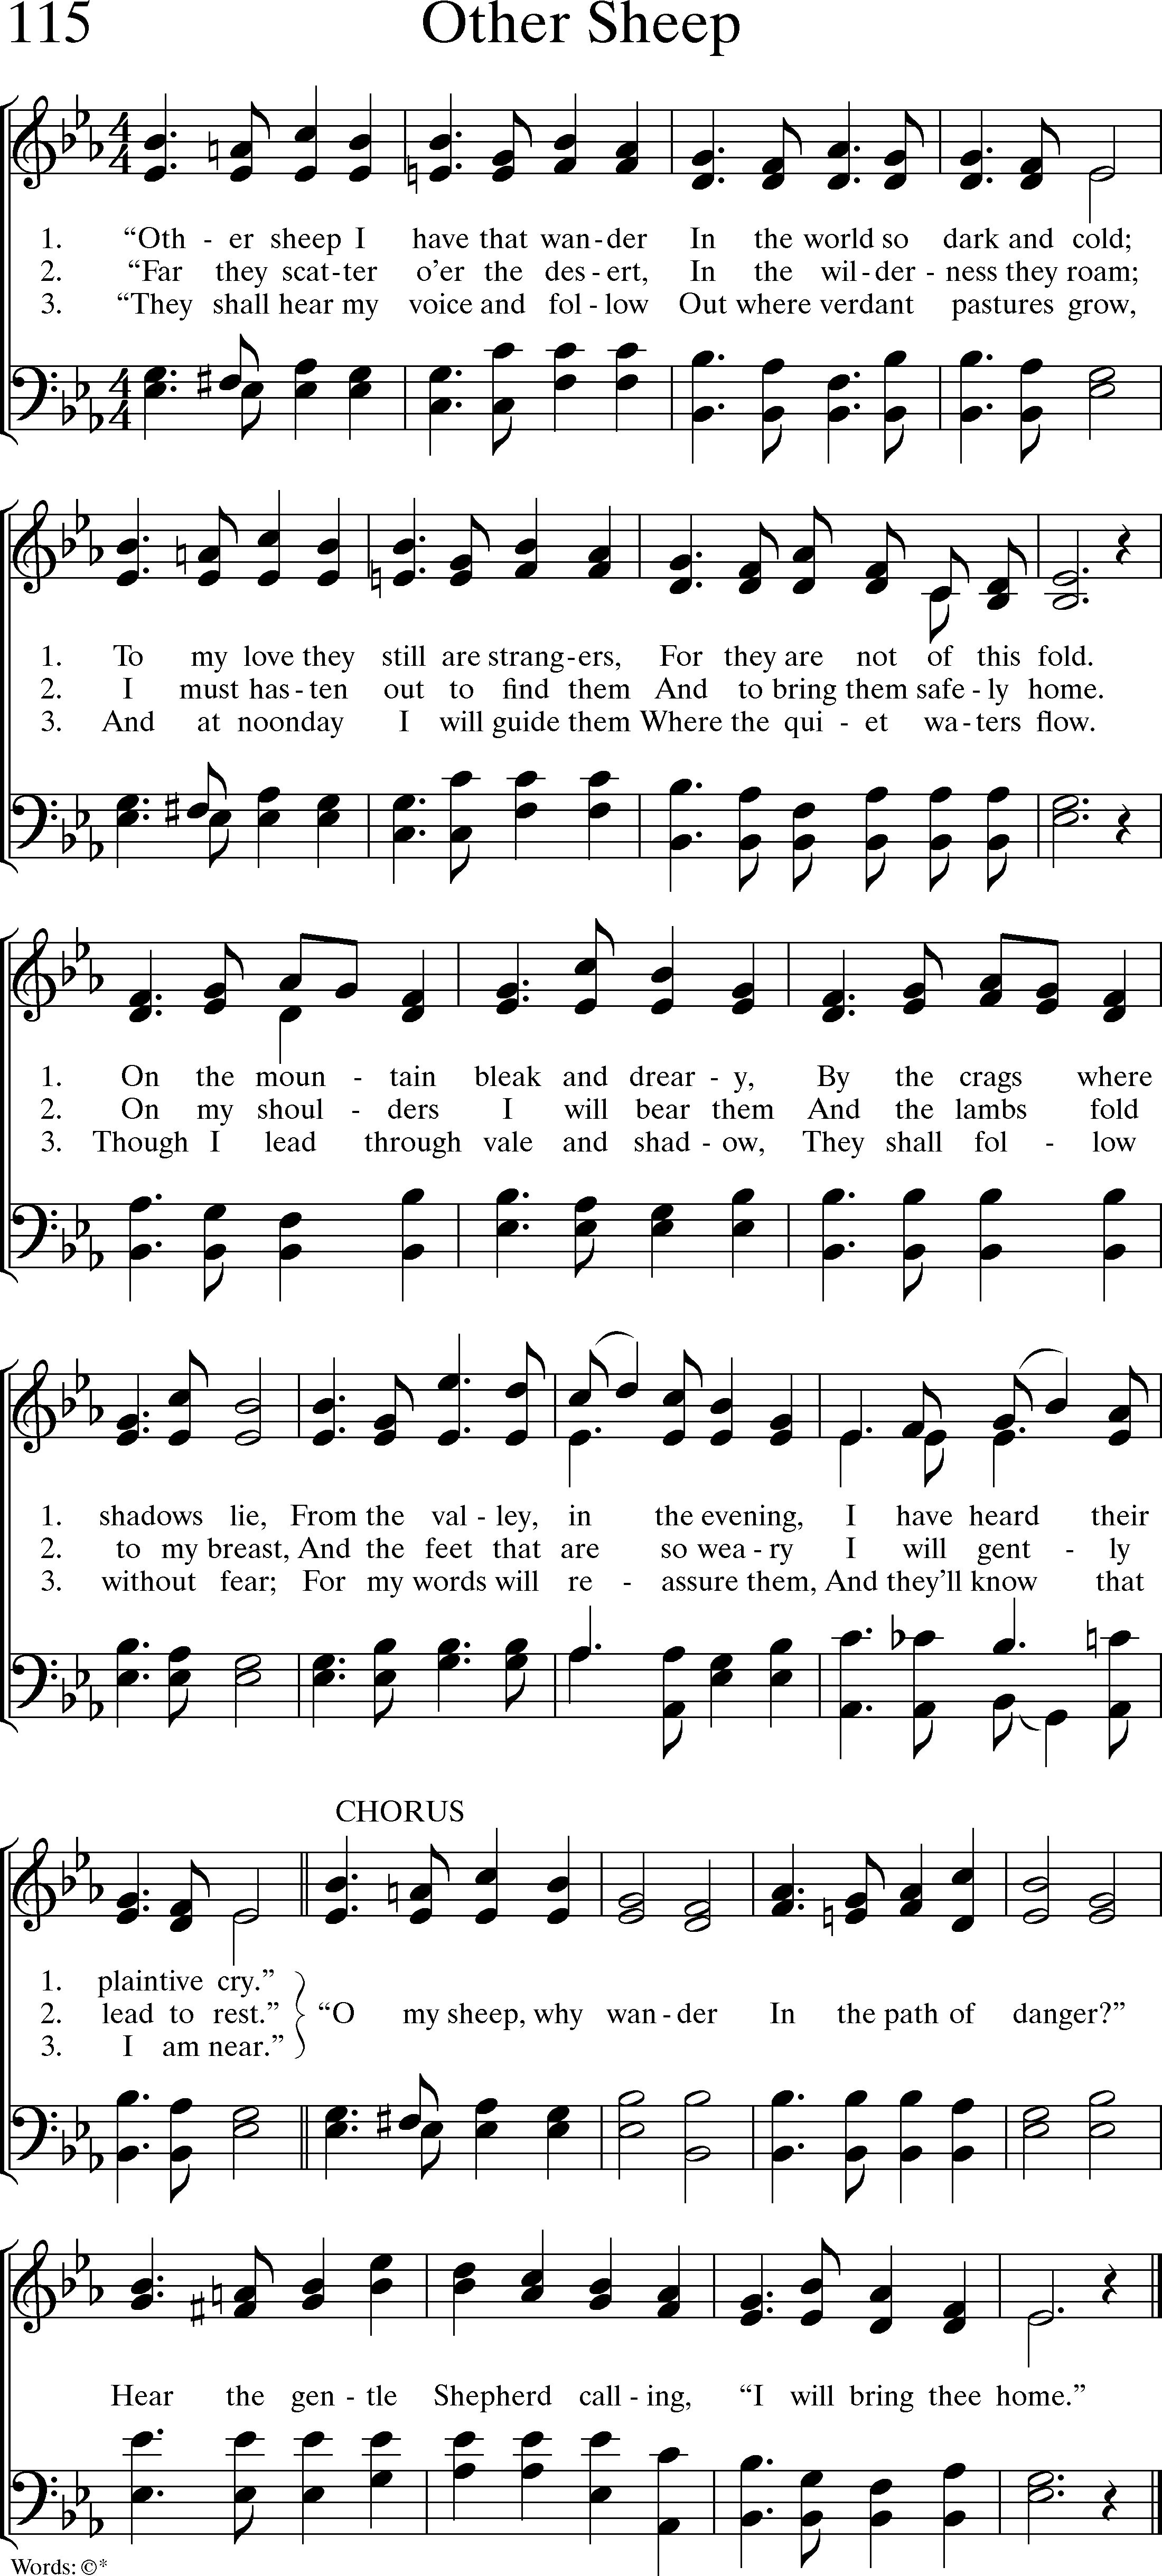 115 Other Sheep
1. “Oth - er sheep I have that wan - der In the world so dark and cold;
2. “Far they scat - ter o’er the des - ert, In the wil - der - ness they roam;
3. “They shall hear my voice and fol - low Out where verdant pastures grow,
1. To my love they still are strang - ers, For they are not of this fold.
2. I must has - ten out to find them And to bring them safe - ly home.
3. And at noonday I will guide them Where the qui - et wa - ters flow.
1. On the moun - tain bleak and drear - y, By the crags where
2. On my shoul - ders I will bear them And the lambs fold
3. Though I lead through vale and shad - ow, They shall fol - low
1. shadows lie, From the val - ley, in the evening, I have heard their
2. to my breast, And the feet that are so wea - ry I will gent - ly
3. without fear; For my words will re - assure them, And they’ll know that
CHORUS
1. plaintive cry.”
2. lead to rest.” “O my sheep, why wan - der In the path of danger?”
3. I am near.”
Hear the gen - tle Shepherd call - ing, “I will bring thee home.”
Words: ©*